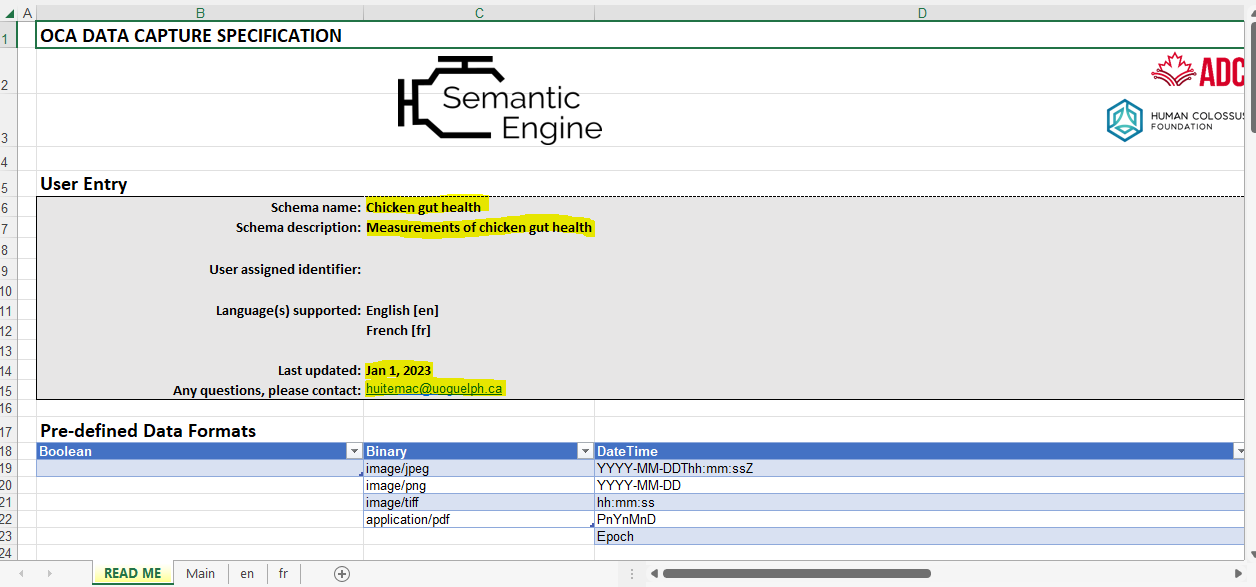 A B C D
1 OCA DATA CAPTURE SPECIFICATION
2 Semantic Engine ADC
3 HUMAN COLOSSUS FOUNDATION
4
5 User Entry
6 Schema name: Chicken gut health
7 Schema description: Measurements of chicken gut health
8
9 User assigned identifier:
10
11 Language(s) supported: English [en]
12 French [fr]
13
14 Last updated: Jan 1, 2023
15 Any questions, please contact: huitemac@uoguelph.ca
16
17 Pre-defined Data Formats
18 Boolean Binary DateTime
19 image/jpeg YYYY-MM-DDThh:mm:ssZ
20 image/png YYYY-MM-DD
21 image/tiff hh:mm:ss
22 application/pdf PnYnMnD
23 Epoch
24
READ ME Main en fr